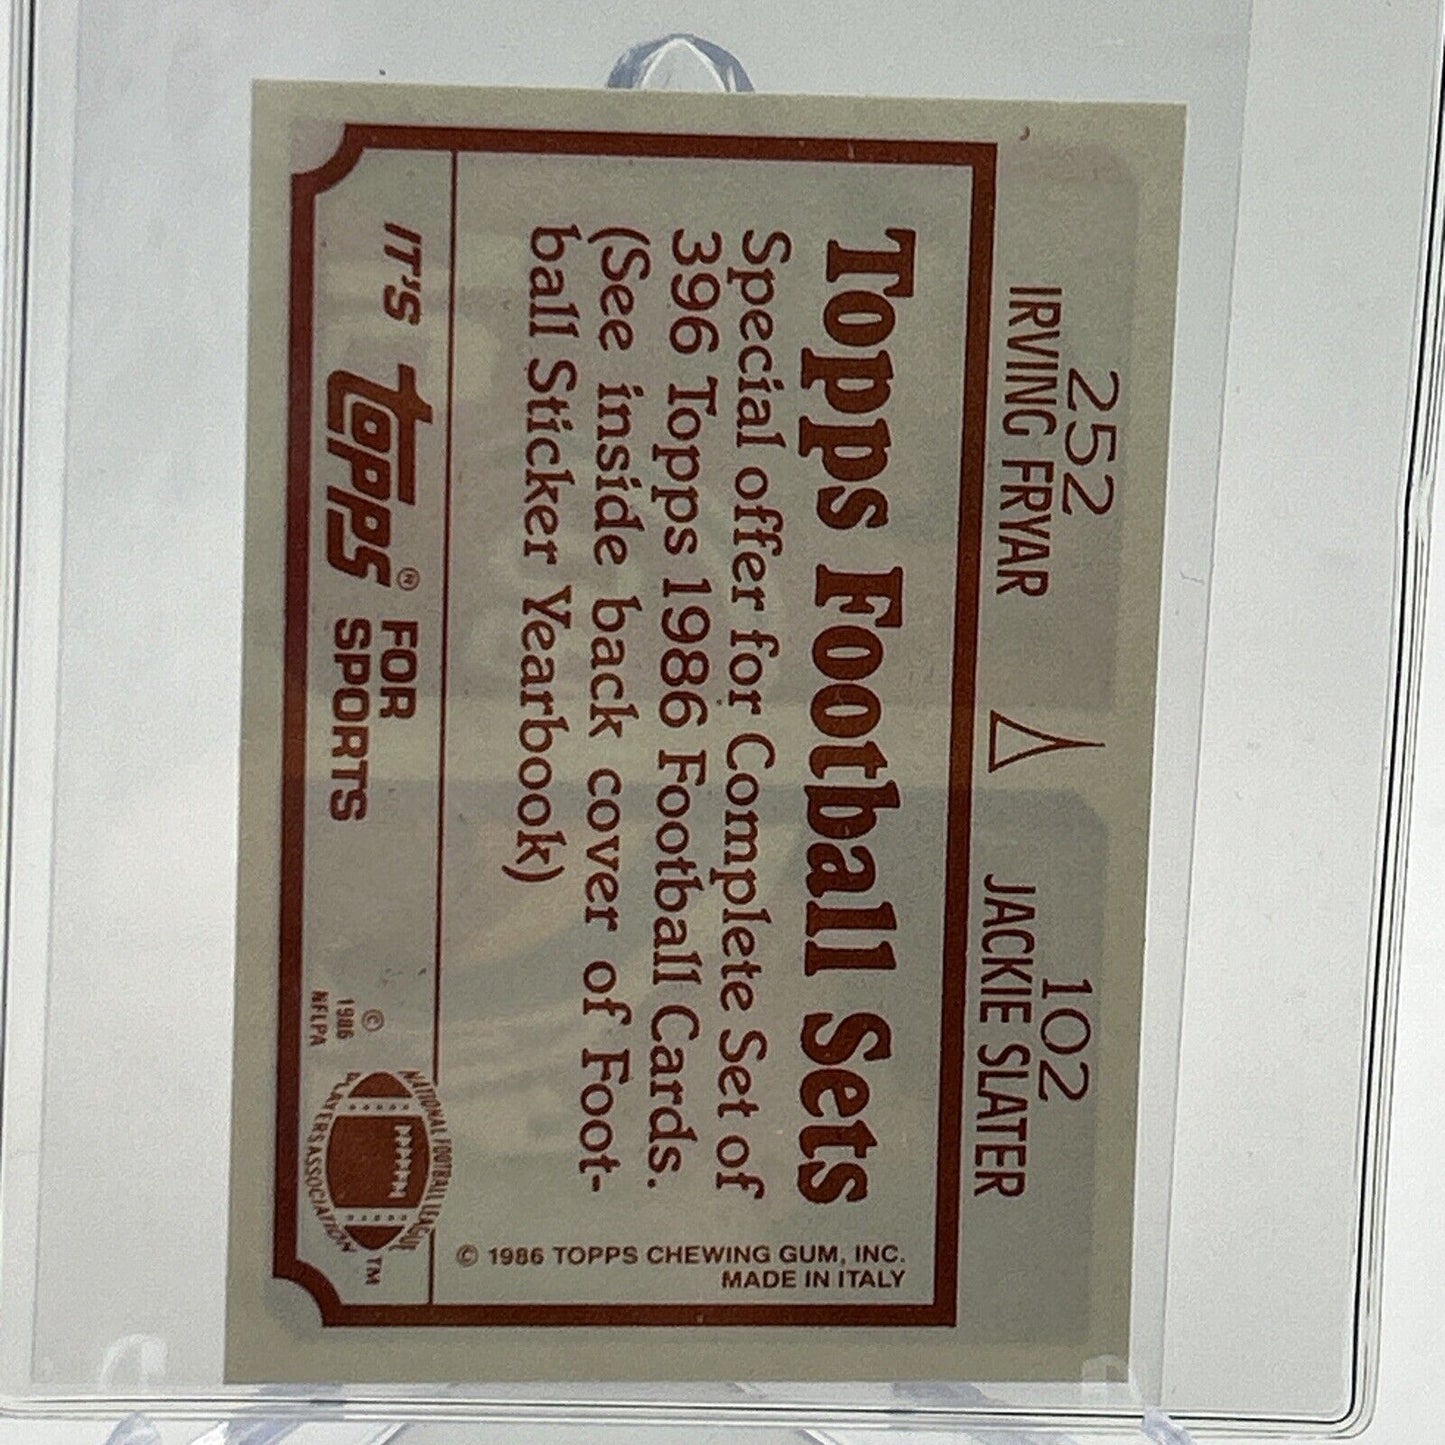 252
IRVING FRYAR
102
JACKIE SLATER
Topps Football Sets
Special offer for Complete Set of
396 Topps 1986 Football Cards.
(See inside back cover of Foot-
ball Sticker Yearbook)
© 1986 TOPPS CHEWING GUM, INC.
MADE IN ITALY
IT'S topps® FOR
SPORTS
©
1986
NFLPA
NATIONAL FOOTBALL LEAGUE
PLAYERS ASSOCIATION
TM